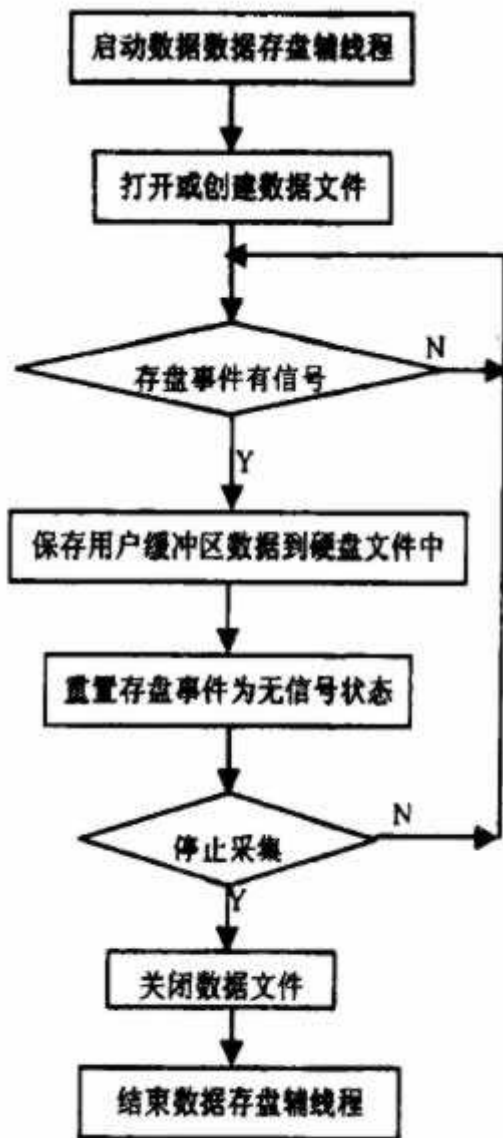 启动数据数据存盘辅线程
打开或创建数据文件
存盘事件有信号
N
Y
保存用户缓冲区数据到硬盘文件中
重置存盘事件为无信号状态
停止采集
N
Y
关闭数据文件
结束数据存盘辅线程